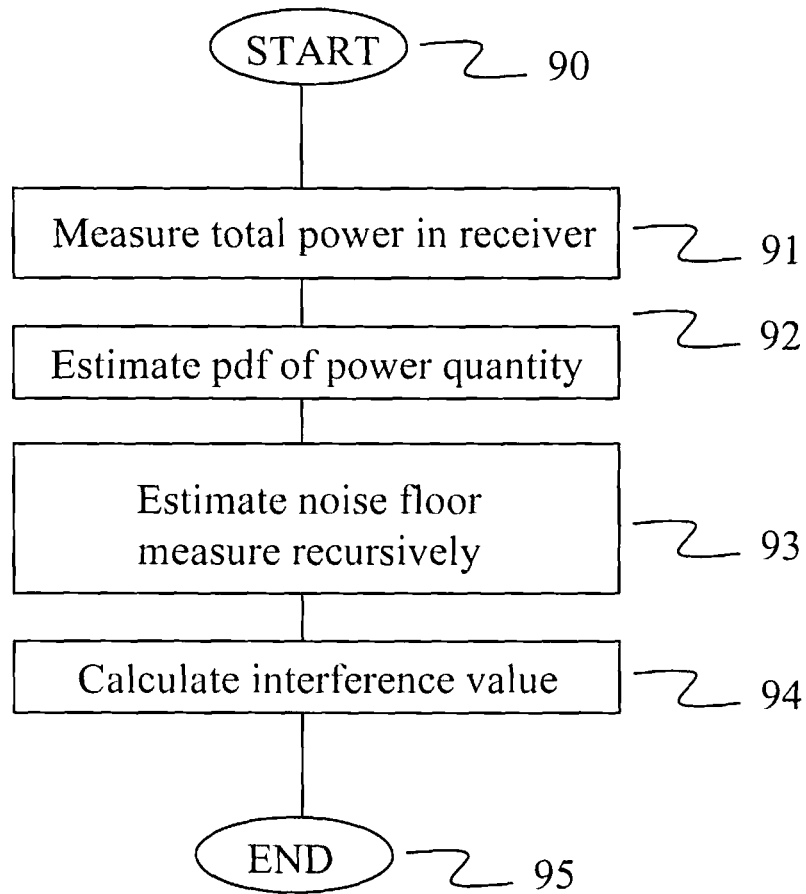 START
90
Measure total power in receiver
91
92
Estimate pdf of power quantity
Estimate noise floor
measure recursively
93
Calculate interference value
94
END
95